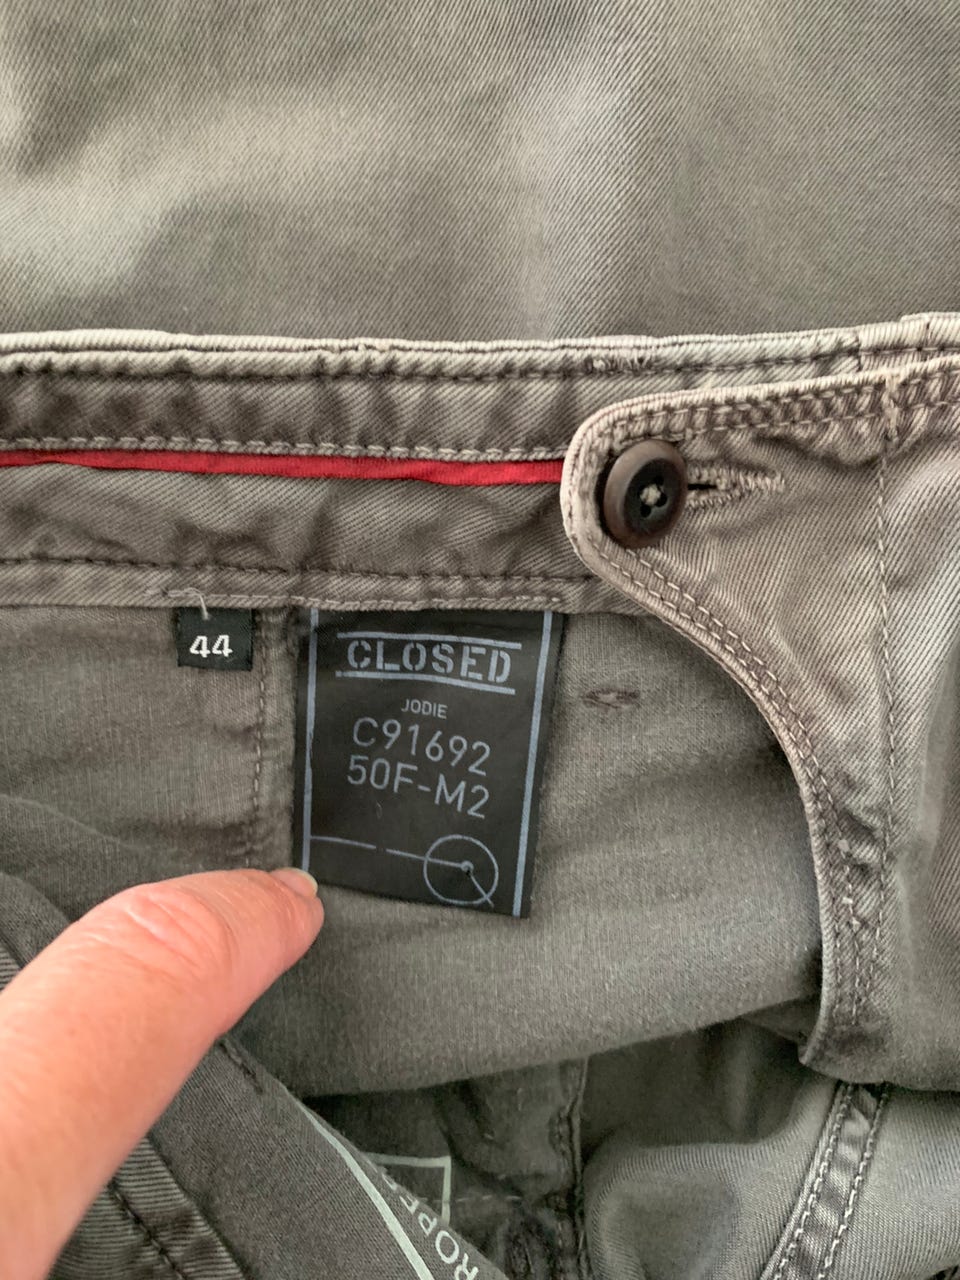 44
CLOSED
JODIE
C91692
50F-M2